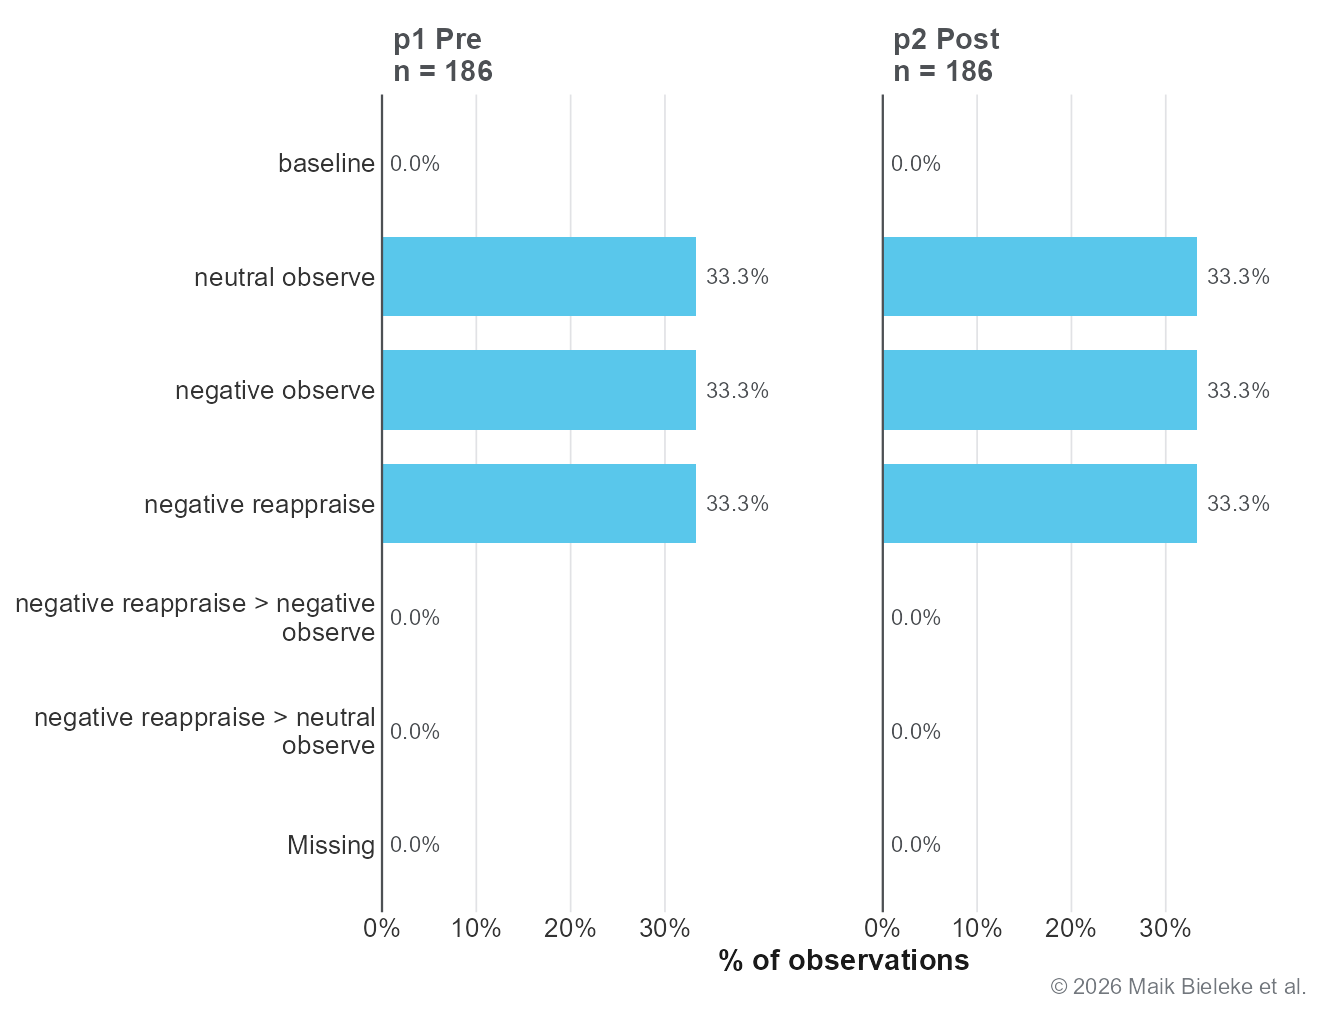 p1 Pre
n = 186
p2 Post
n = 186
baseline
0.0%
0.0%
neutral observe
33.3%
33.3%
negative observe
33.3%
33.3%
negative reappraise
33.3%
33.3%
negative reappraise > negative
observe
0.0%
0.0%
negative reappraise > neutral
observe
0.0%
0.0%
Missing
0.0%
0.0%
0%
10%
20%
30%
0%
10%
20%
30%
% of observations
© 2026 Maik Bieleke et al.